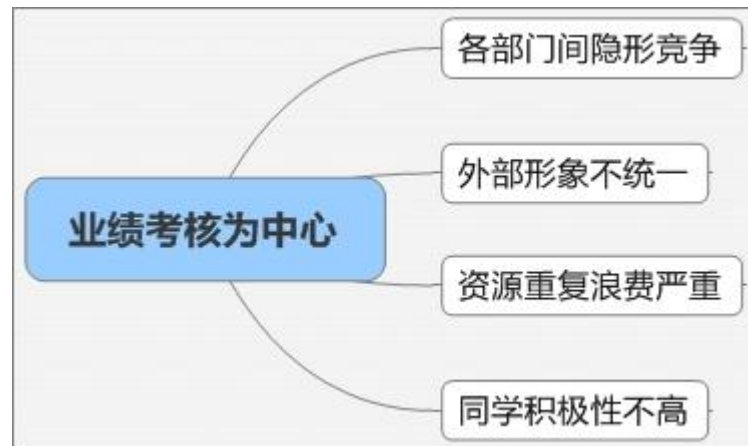 各部门间隐形竞争
外部形象不统一
业绩考核为中心
资源重复浪费严重
同学积极性不高